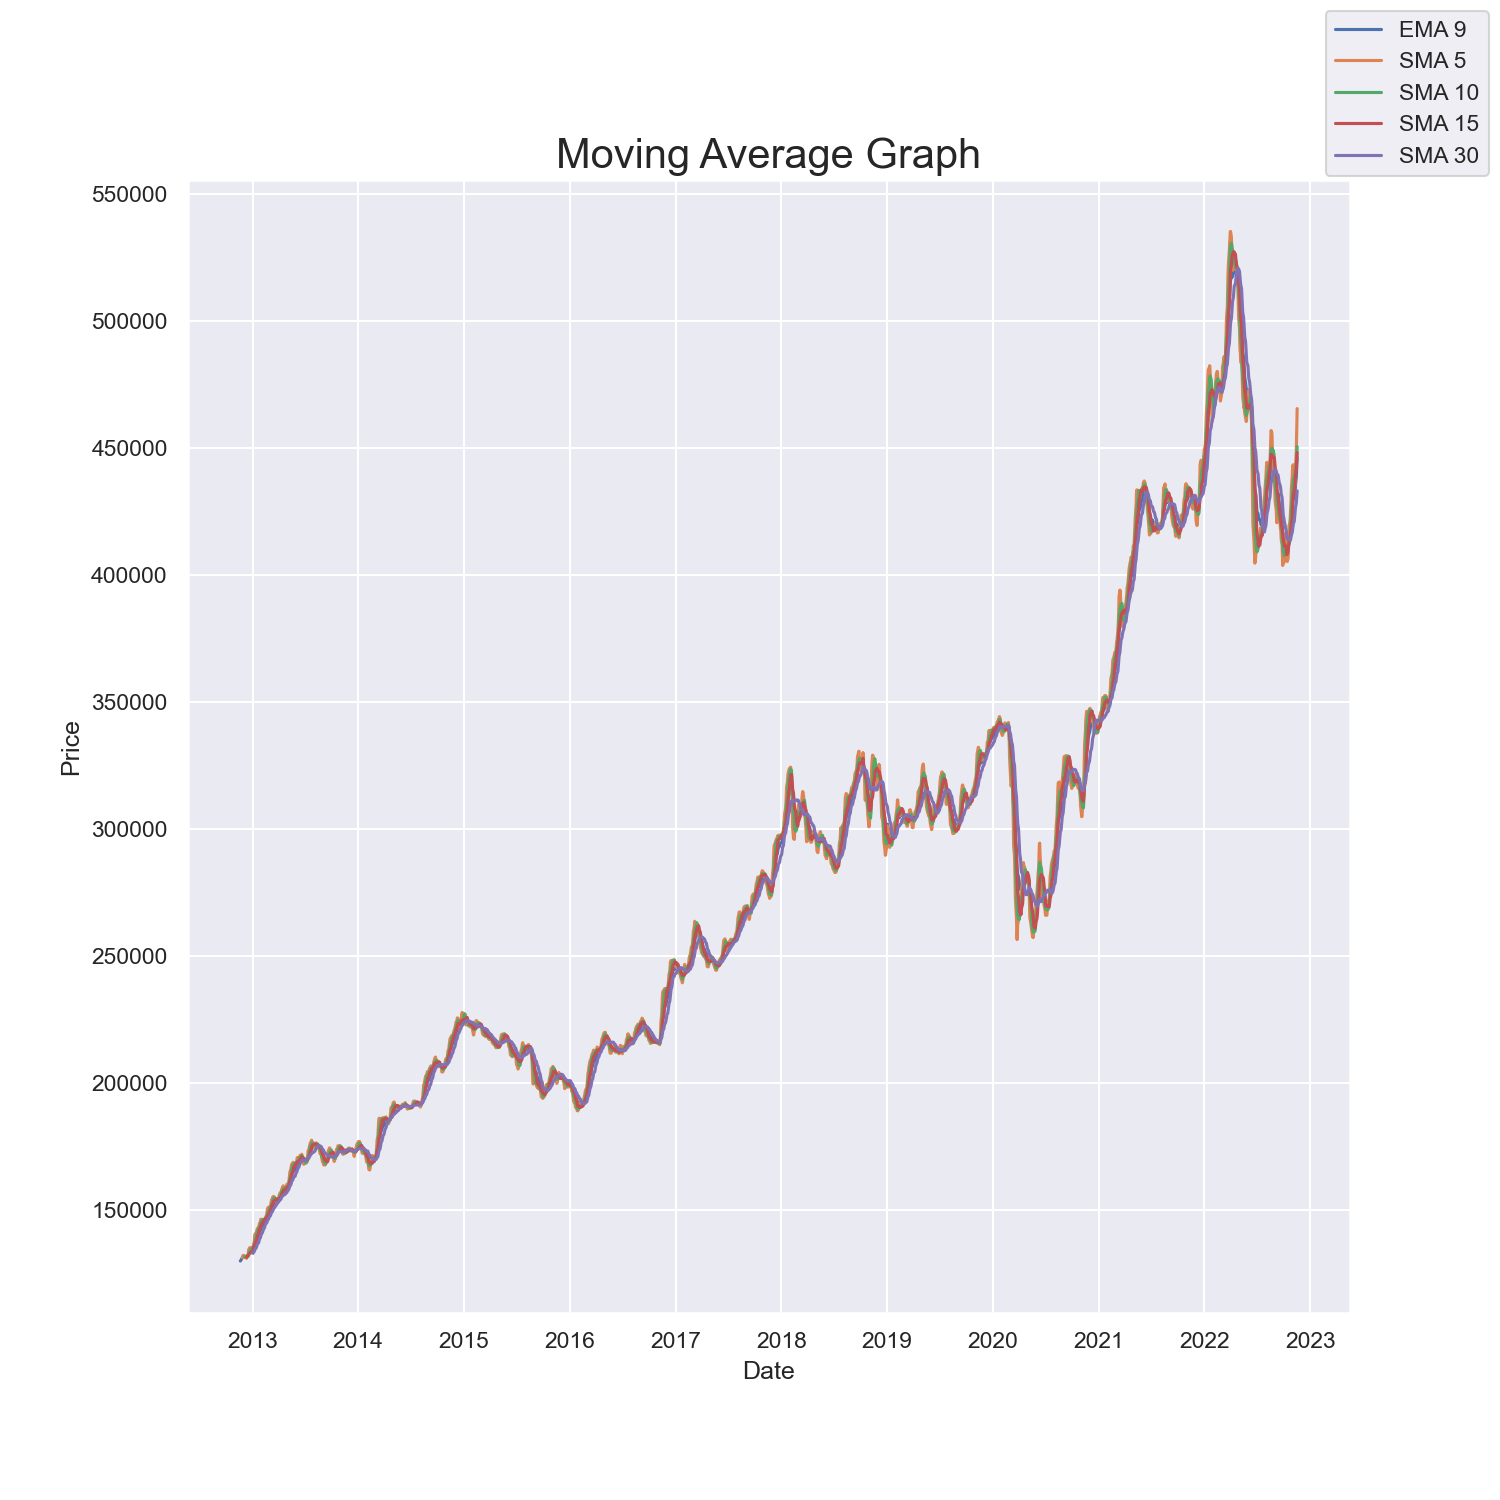 EMA 9
SMA 5
SMA 10
SMA 15
SMA 30
Moving Average Graph
550000
500000
450000
400000
350000
300000
250000
200000
150000
Price
2013 2014 2015 2016 2017 2018 2019 2020 2021 2022 2023
Date